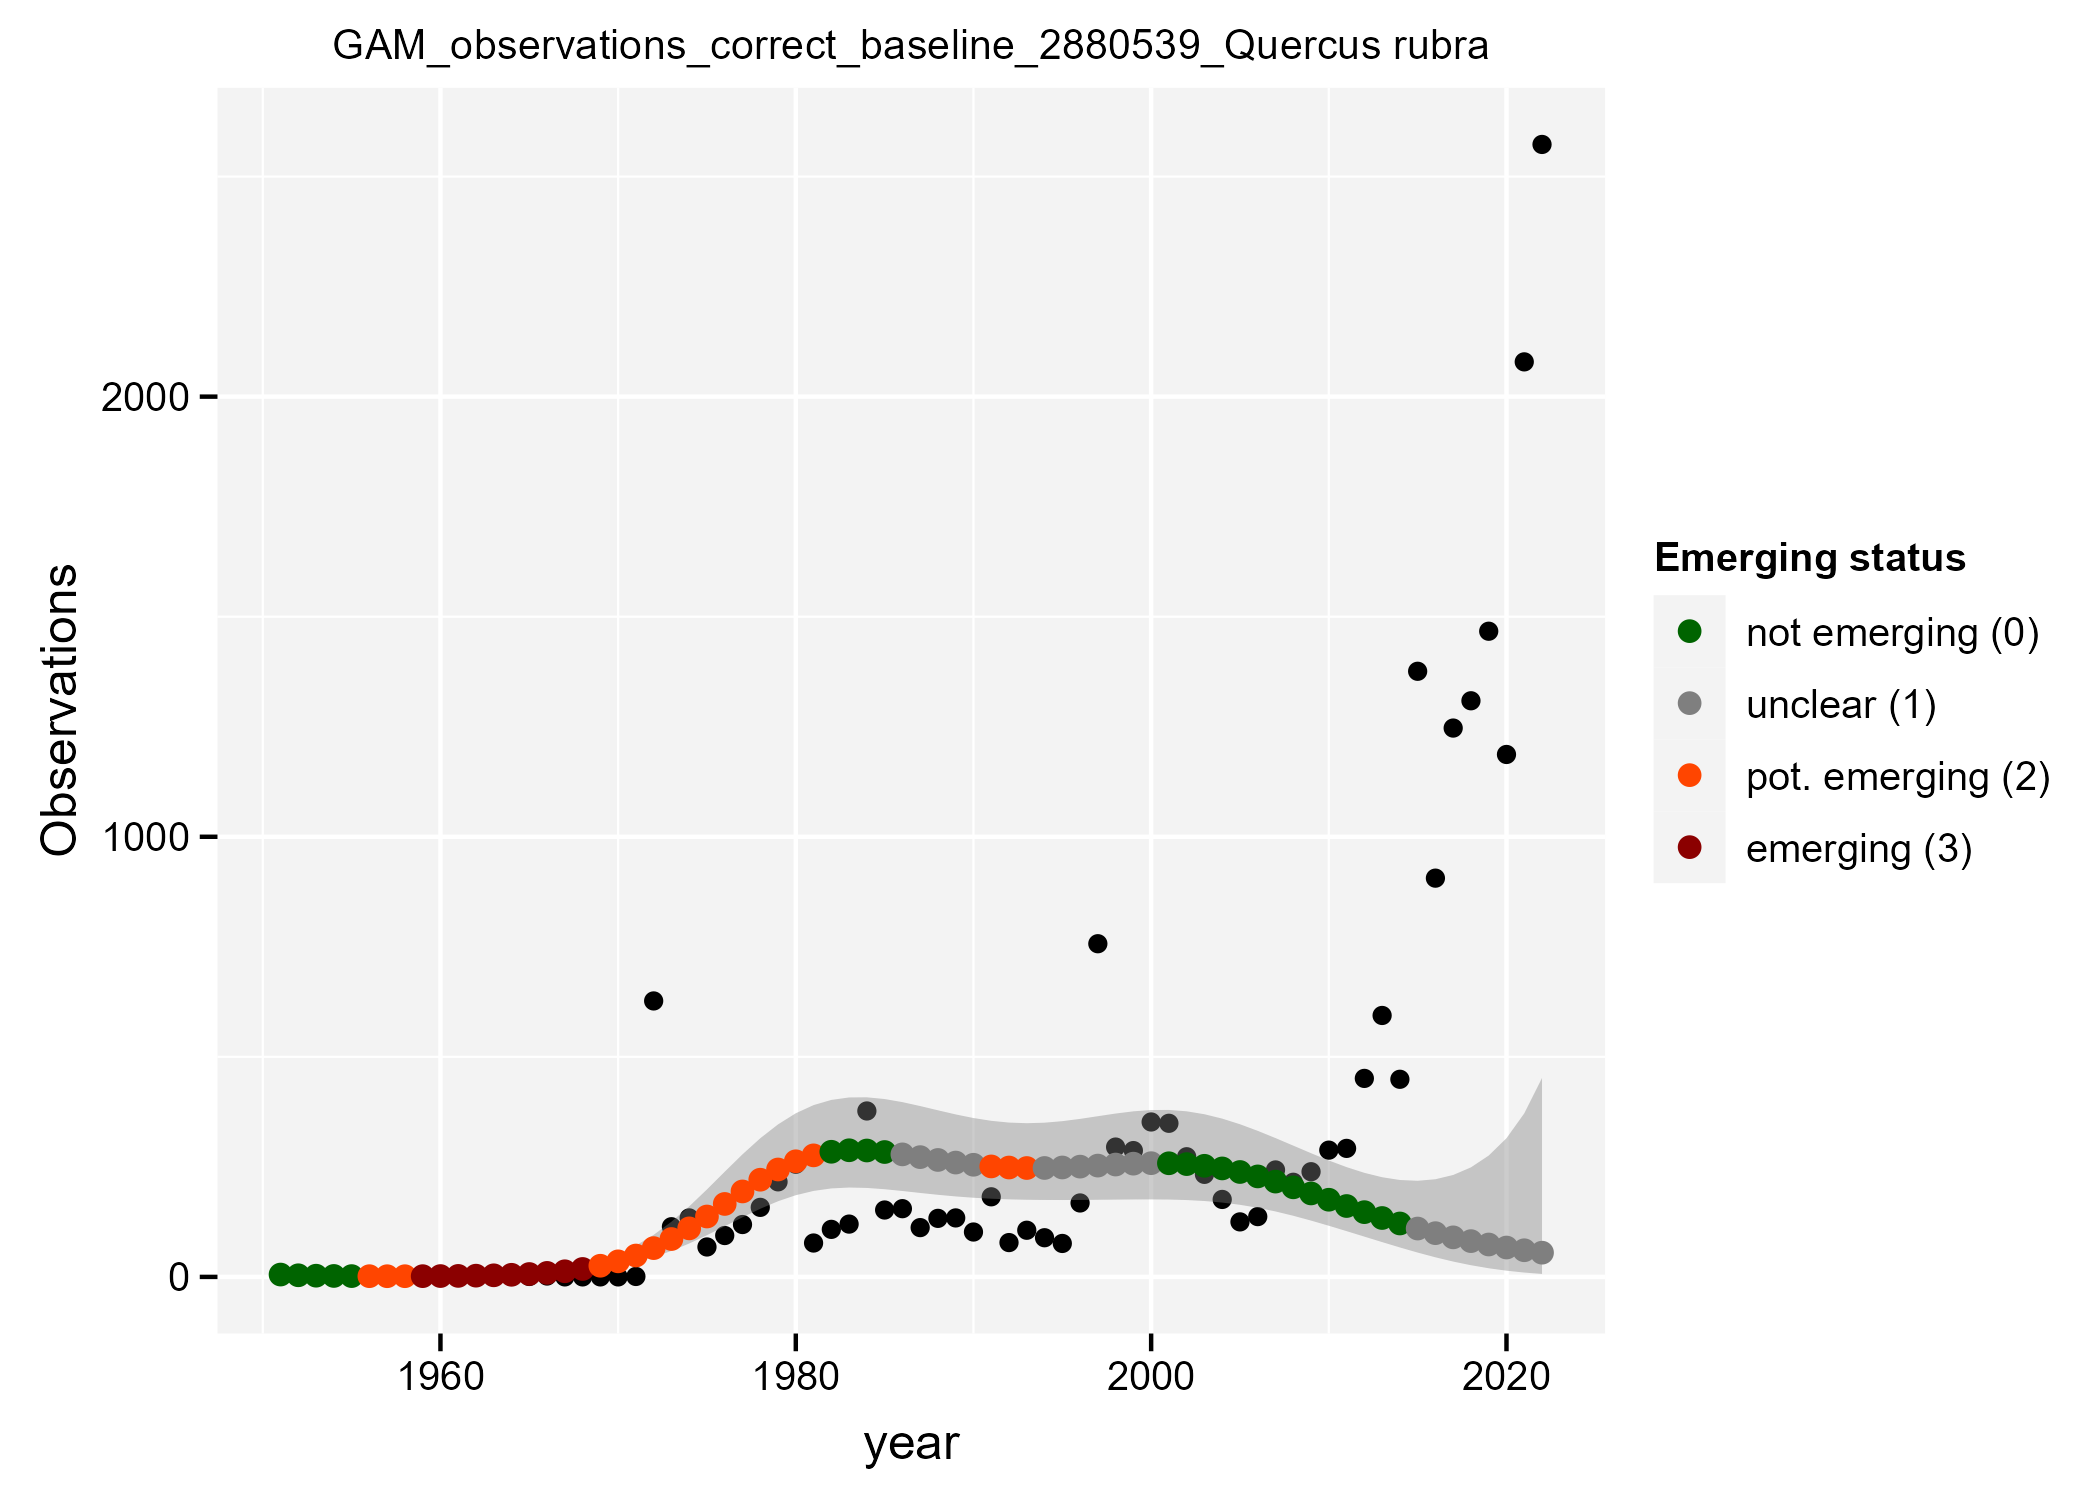 GAM_observations_correct_baseline_2880539_Quercus rubra
Observations
2000
1000
0
1960
1980
2000
2020
year
Emerging status
not emerging (0)
unclear (1)
pot. emerging (2)
emerging (3)